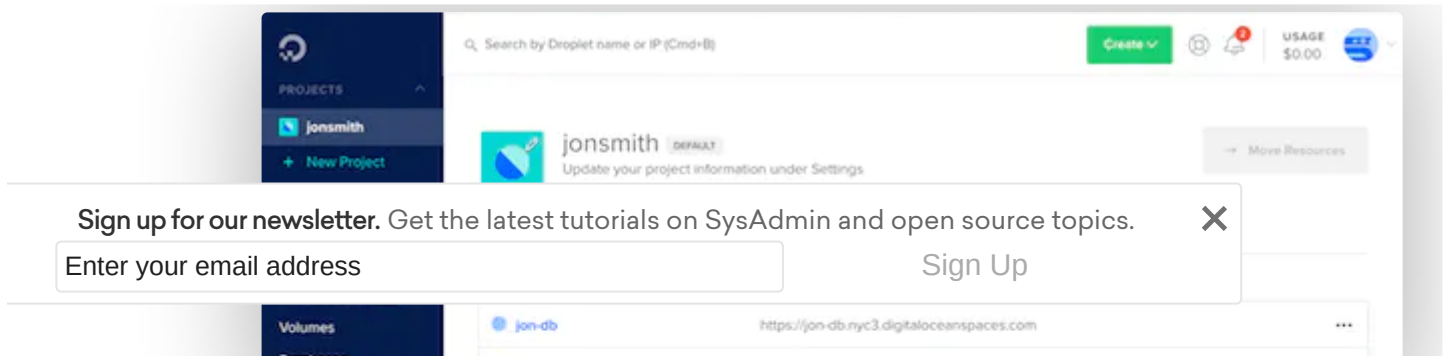 Search by Droplet name or IP (Cmd+B)
Create
2
USAGE
$0.00
PROJECTS
jonsmith
+ New Project
jonsmith DEFAULT
Update your project information under Settings
→ Move Resources
Sign up for our newsletter. Get the latest tutorials on SysAdmin and open source topics.
Enter your email address
Sign Up
Volumes
jon-db
https://jon-db.nyc3.digitaloceanspaces.com